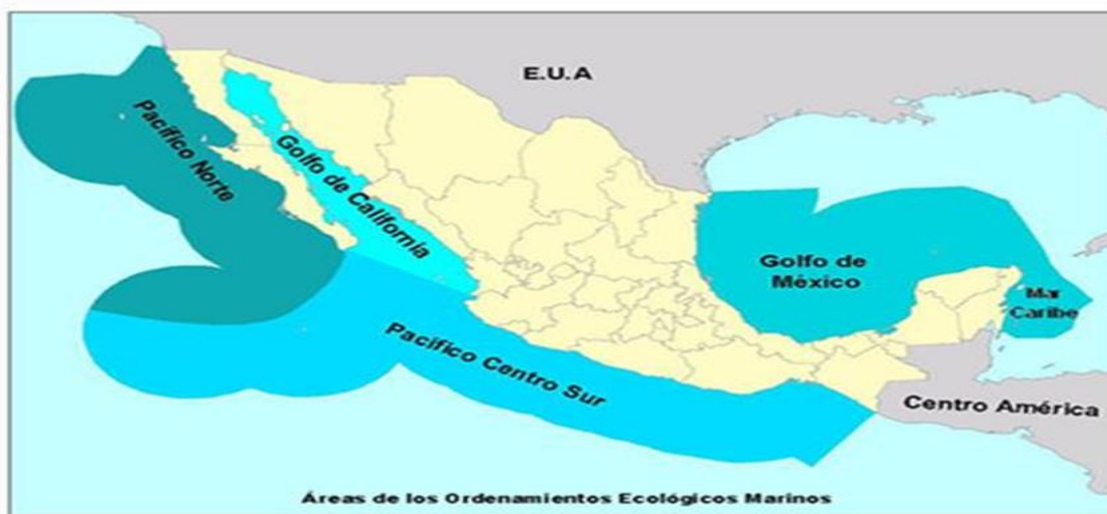 E.U.A
Pacífico Norte
Golfo de California
Golfo de
México
Mar
Caribe
Pacífico Centro Sur
Centro América
Áreas de los Ordenamientos Ecológicos Marinos